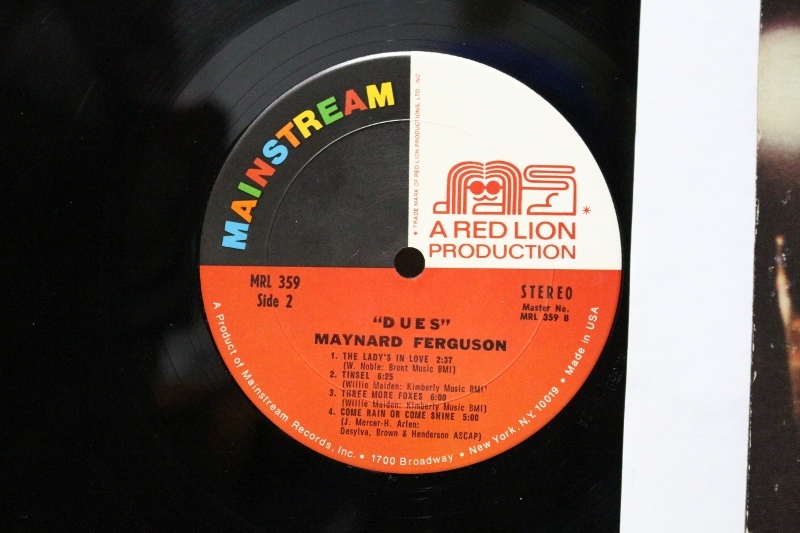 MAINSTREAM
* TRADE MARK OF RED LION PRODUCTIONS, LTD. INC.
*
A RED LION
PRODUCTION
MRL 359
Side 2
STEREO
Master No.
MRL 359 B
"DUES"
MAYNARD FERGUSON
1. THE LADY'S IN LOVE 2:37
(W. Noble: Brent Music BMI)
2. TINSEL 6:25
(Willie Maiden: Kimberly Music BMI)
3. THREE MORE FOXES 6:00
(Willie Maiden: Kimberly Music BMI)
4. COME RAIN OR COME SHINE 5:00
(J. Mercer-H. Arlen:
Desylva, Brown & Henderson ASCAP)
A Product of Mainstream Records, Inc. • 1700 Broadway • New York, N.Y. 10019 • Made in USA